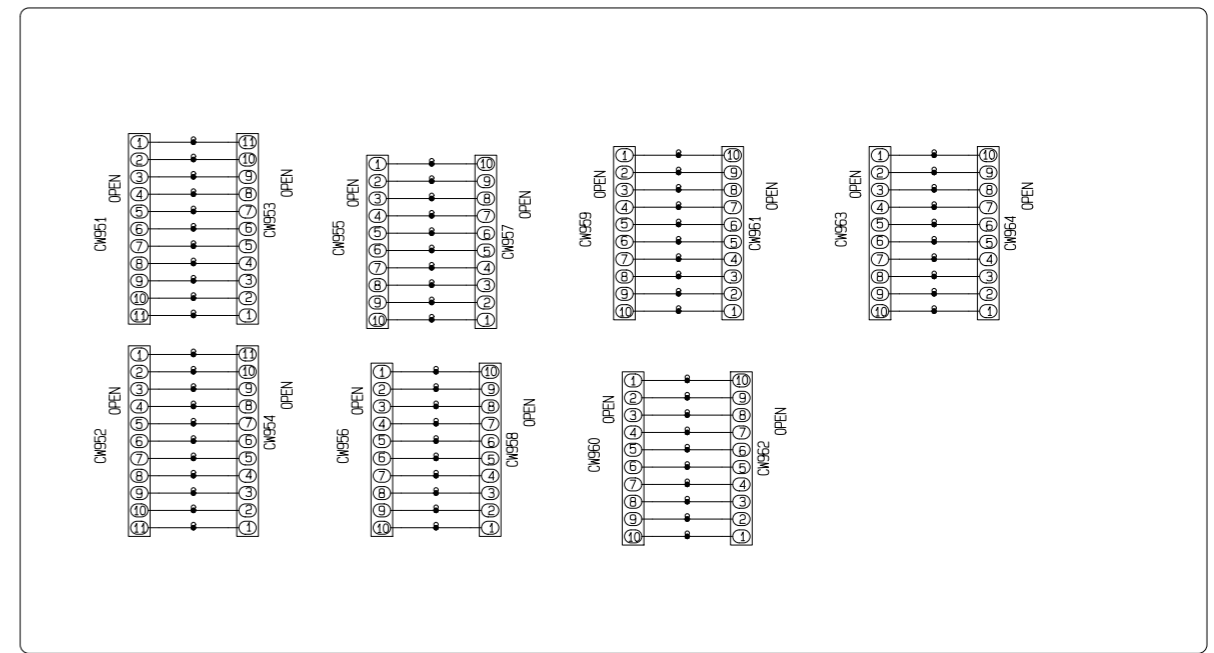 1 11
2 10
3 9
4 8
5 7
6 6
7 5
8 4
9 3
10 2
11 1
OPEN
CW951
OPEN
CW953
1 10
2 9
3 8
4 7
5 6
6 5
7 4
8 3
9 2
10 1
OPEN
CW955
OPEN
CW957
1 10
2 9
3 8
4 7
5 6
6 5
7 4
8 3
9 2
10 1
OPEN
CW959
OPEN
CW961
1 10
2 9
3 8
4 7
5 6
6 5
7 4
8 3
9 2
10 1
OPEN
CW963
OPEN
CW964
1 11
2 10
3 9
4 8
5 7
6 6
7 5
8 4
9 3
10 2
11 1
OPEN
CW952
OPEN
CW954
1 10
2 9
3 8
4 7
5 6
6 5
7 4
8 3
9 2
10 1
OPEN
CW956
OPEN
CW958
1 10
2 9
3 8
4 7
5 6
6 5
7 4
8 3
9 2
10 1
OPEN
CW960
OPEN
CW962